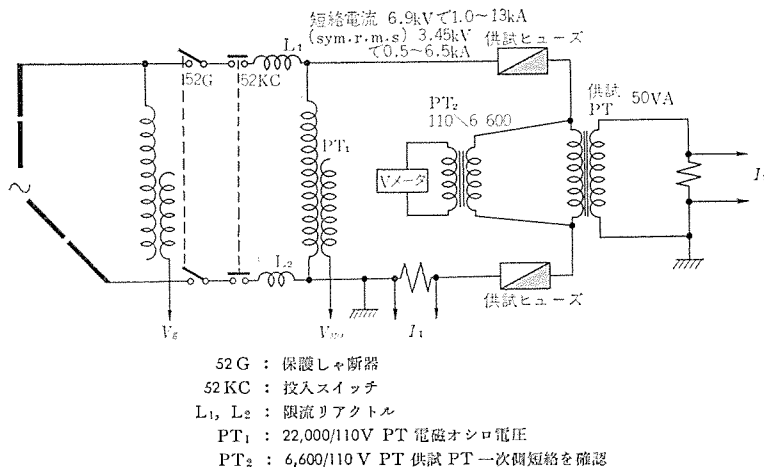 短絡電流 6.9kVで1.0~13kA
(sym.r.m.s) 3.45kV
で0.5~6.5kA
供試ヒューズ
L₁
52G
52KC
PT₁
PT₂
110╲6 600
Vメータ
供試
PT 50VA
L₂
供試ヒューズ
I₁
52G : 保護しゃ断器
52KC : 投入スイッチ
L₁, L₂ : 限流リアクトル
PT₁ : 22,000/110V PT 電磁オシロ電圧
PT₂ : 6,600/110V PT 供試 PT 一次側短絡を確認